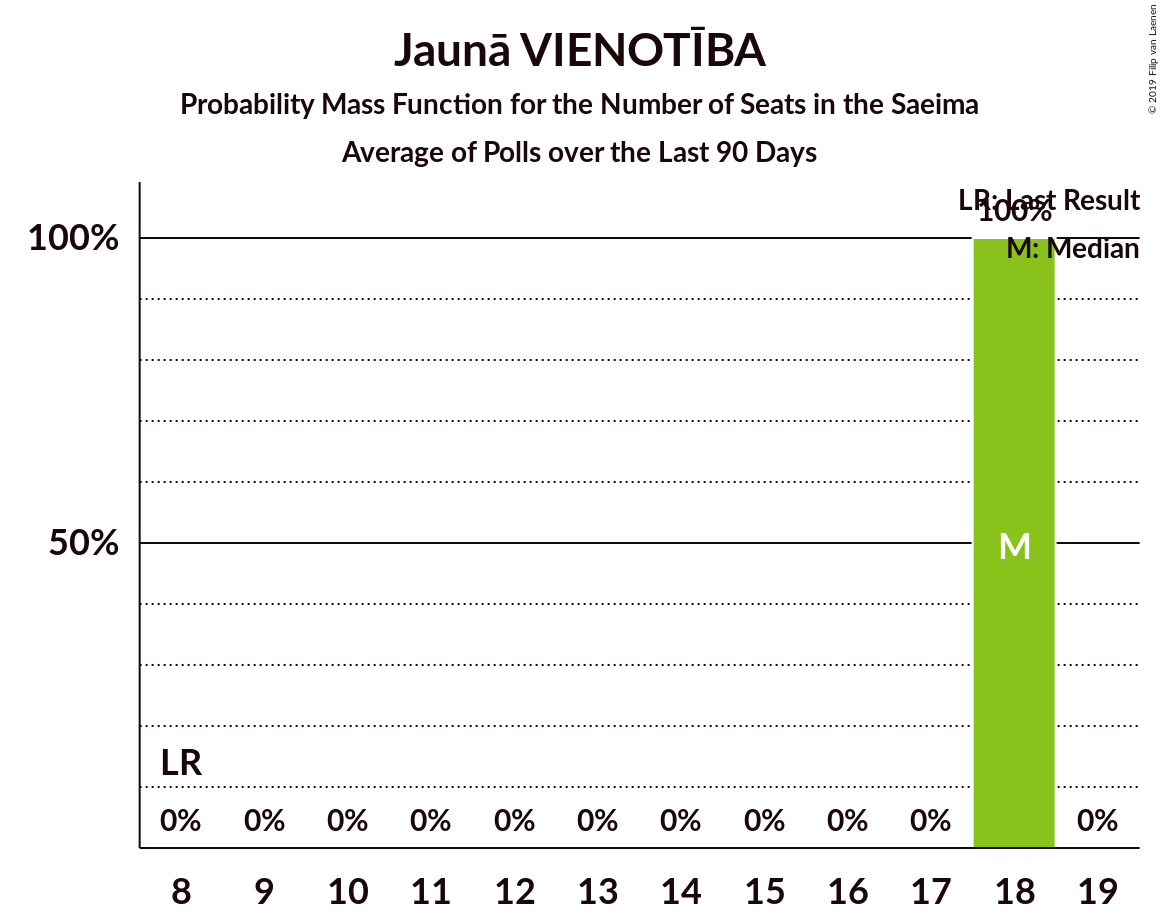 Jaunā VIENOTĪBA
Probability Mass Function for the Number of Seats in the Saeima
Average of Polls over the Last 90 Days
© 2019 Filip van Laenen
LR: Last Result
100%
M: Median
100%
50%
M
LR
0% 0% 0% 0% 0% 0% 0% 0% 0% 0% 0%
8 9 10 11 12 13 14 15 16 17 18 19